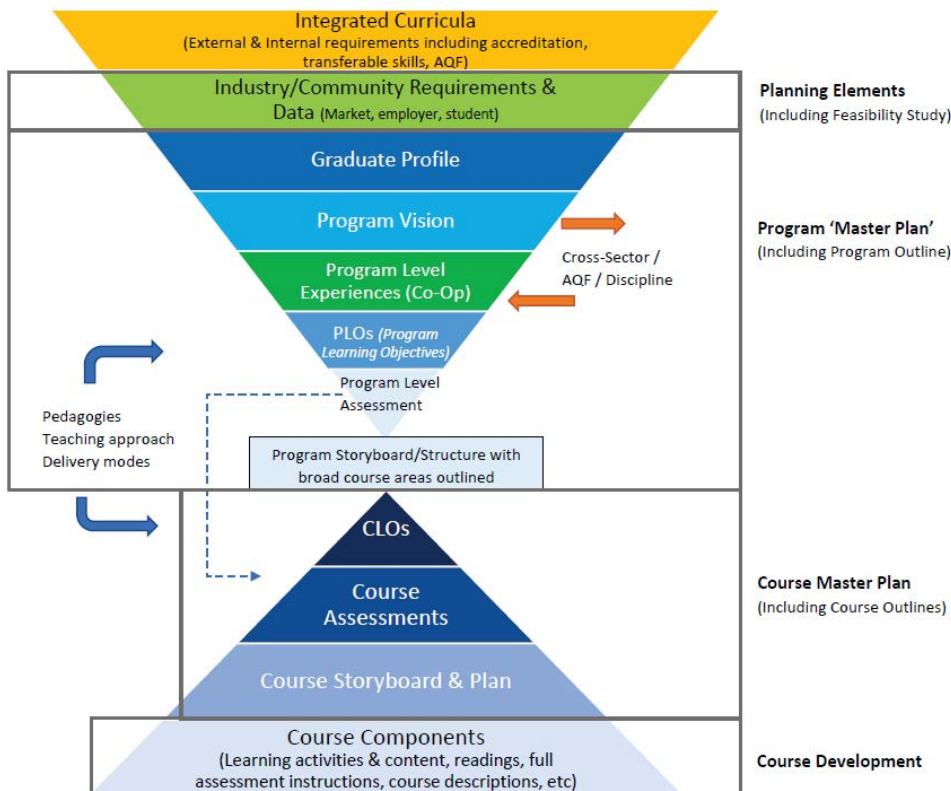 Integrated Curricula
(External & Internal requirements including accreditation,
transferable skills, AQF)
Industry/Community Requirements &
Data (Market, employer, student)
Planning Elements
(Including Feasibility Study)
Graduate Profile
Program Vision
Program 'Master Plan'
(Including Program Outline)
Cross-Sector /
AQF / Discipline
Program Level
Experiences (Co-Op)
PLOs (Program
Learning Objectives)
Program Level
Assessment
Pedagogies
Teaching approach
Delivery modes
Program Storyboard/Structure with
broad course areas outlined
CLOs
Course
Assessments
Course Master Plan
(Including Course Outlines)
Course Storyboard & Plan
Course Components
(Learning activities & content, readings, full
assessment instructions, course descriptions, etc)
Course Development